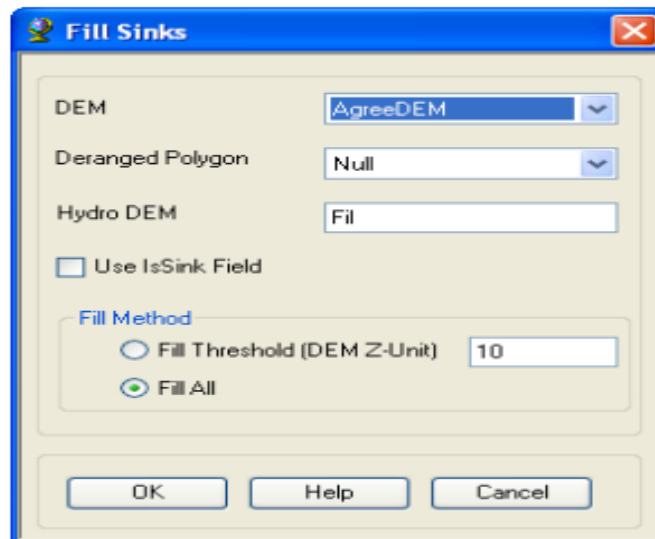 Fill Sinks
DEM AgreeDEM
Deranged Polygon Null
Hydro DEM Fil
Use IsSink Field
Fill Method
Fill Threshold (DEM Z-Unit) 10
Fill All
OK Help Cancel